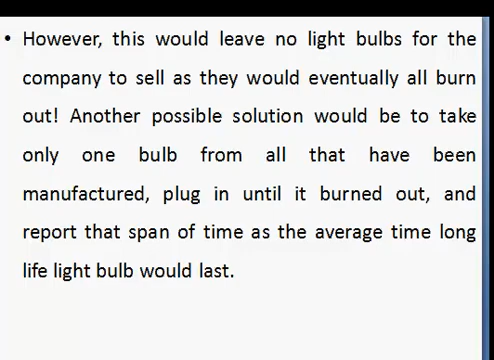 • However, this would leave no light bulbs for the
company to sell as they would eventually all burn
out! Another possible solution would be to take
only one bulb from all that have been
manufactured, plug in until it burned out, and
report that span of time as the average time long
life light bulb would last.